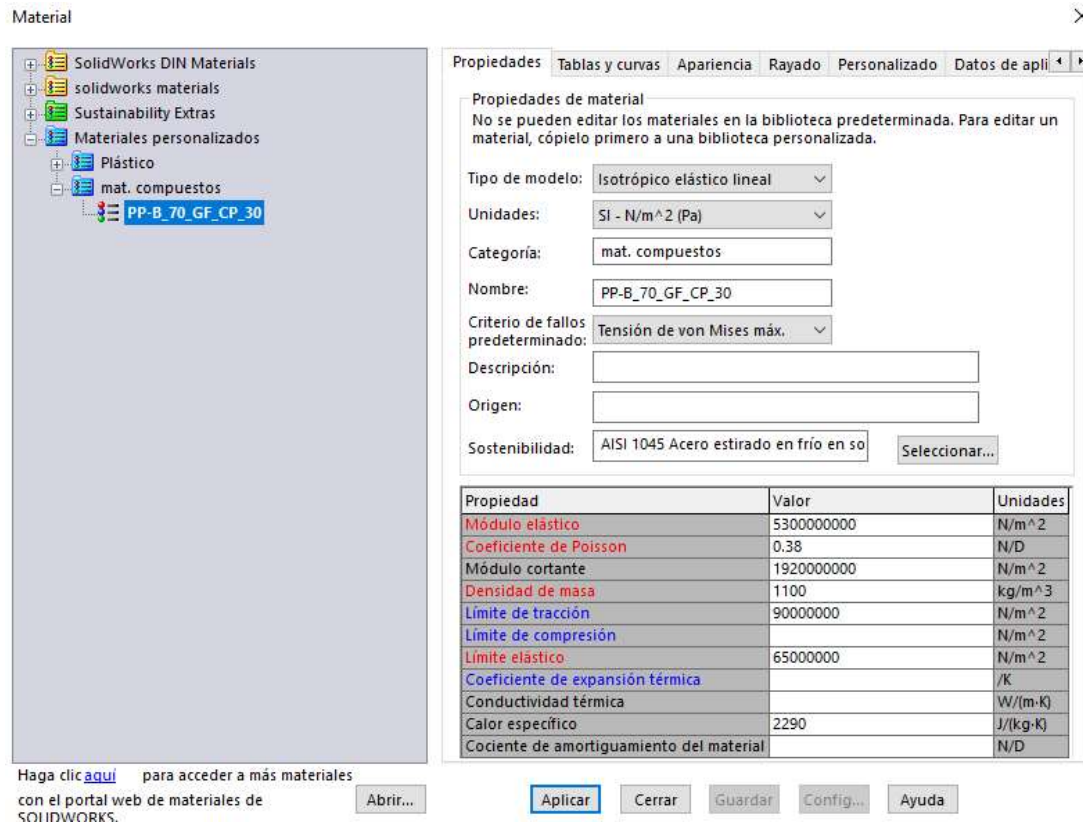 Material
SolidWorks DIN Materials
solidworks materials
Sustainability Extras
Materiales personalizados
Plástico
mat. compuestos
PP-B_70_GF_CP_30
Haga clic aquí para acceder a más materiales
con el portal web de materiales de
SOLIDWORKS.
Abrir...
Propiedades Tablas y curvas Apariencia Rayado Personalizado Datos de apli
Propiedades de material
No se pueden editar los materiales en la biblioteca predeterminada. Para editar un
material, cópielo primero a una biblioteca personalizada.
Tipo de modelo: Isotrópico elástico lineal
Unidades: SI - N/m^2 (Pa)
Categoría: mat. compuestos
Nombre: PP-B_70_GF_CP_30
Criterio de fallos
predeterminado: Tensión de von Mises máx.
Descripción:
Origen:
Sostenibilidad: AISI 1045 Acero estirado en frío en so Seleccionar...
Propiedad Valor Unidades
Módulo elástico 5300000000 N/m^2
Coeficiente de Poisson 0.38 N/D
Módulo cortante 1920000000 N/m^2
Densidad de masa 1100 kg/m^3
Límite de tracción 90000000 N/m^2
Límite de compresión N/m^2
Límite elástico 65000000 N/m^2
Coeficiente de expansión térmica /K
Conductividad térmica W/(m·K)
Calor específico 2290 J/(kg·K)
Cociente de amortiguamiento del material N/D
Aplicar Cerrar Guardar Config... Ayuda